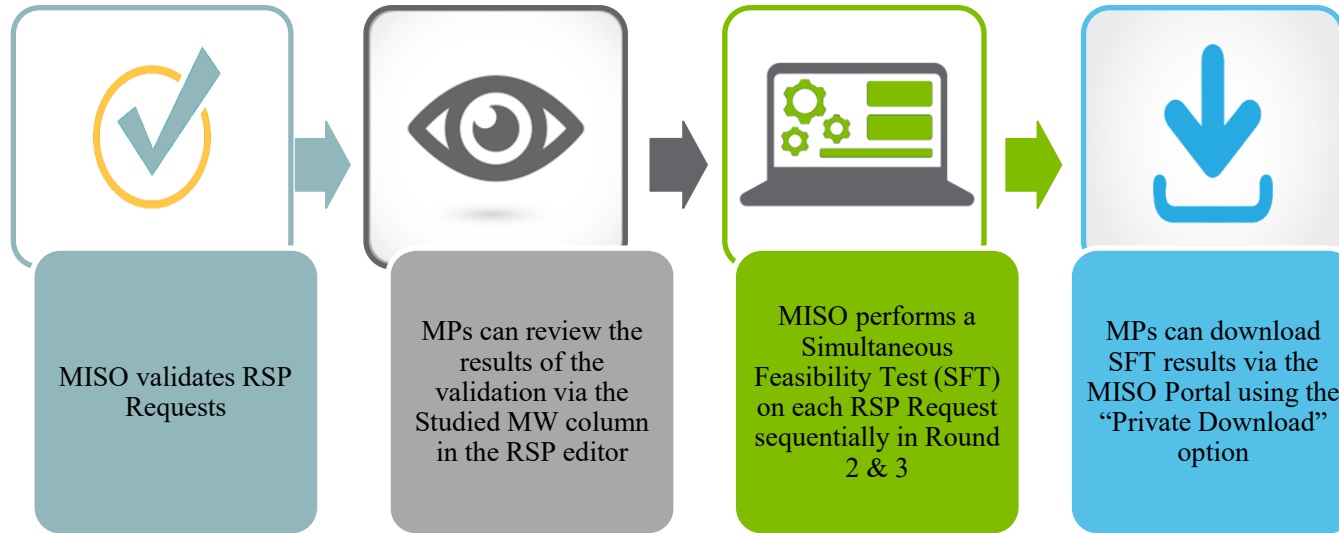 MISO validates RSP
Requests
MPs can review the
results of the
validation via the
Studied MW column
in the RSP editor
MISO performs a
Simultaneous
Feasibility Test (SFT)
on each RSP Request
sequentially in Round
2 & 3
MPs can download
SFT results via the
MISO Portal using the
“Private Download”
option